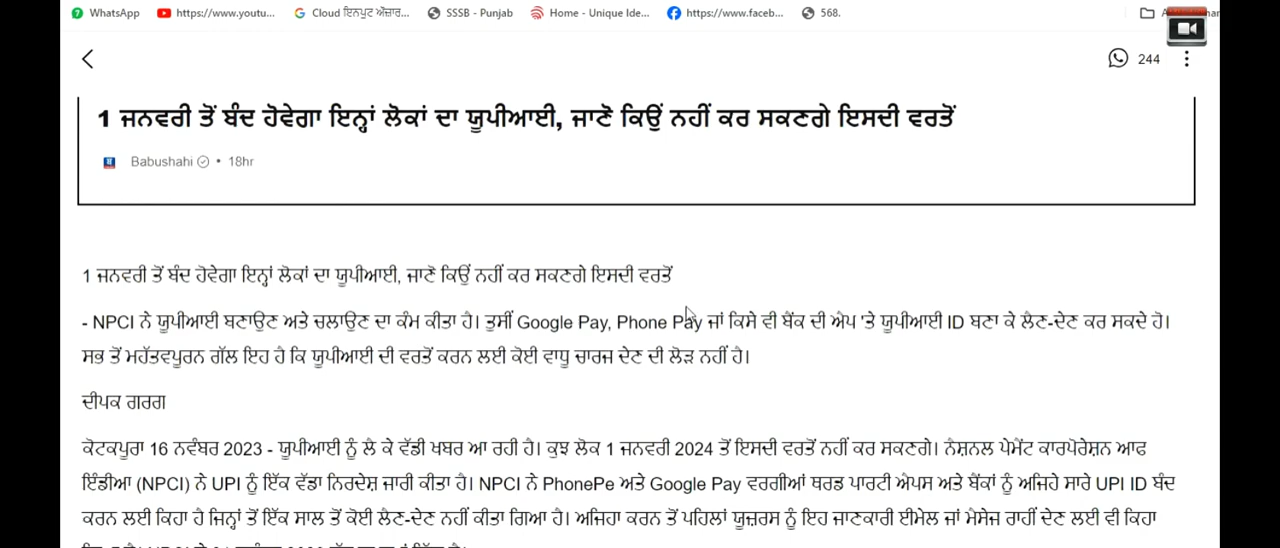 WhatsApp https://www.youtu... Cloud ਇਨਪੁਟ ਔਜ਼ਾਰ... SSSB - Punjab Home - Unique Ide... https://www.faceb... 568.
244
1 ਜਨਵਰੀ ਤੋਂ ਬੰਦ ਹੋਵੇਗਾ ਇਨ੍ਹਾਂ ਲੋਕਾਂ ਦਾ ਯੂਪੀਆਈ, ਜਾਣੋ ਕਿਉਂ ਨਹੀਂ ਕਰ ਸਕਣਗੇ ਇਸਦੀ ਵਰਤੋਂ
Babushahi • 18hr
1 ਜਨਵਰੀ ਤੋਂ ਬੰਦ ਹੋਵੇਗਾ ਇਨ੍ਹਾਂ ਲੋਕਾਂ ਦਾ ਯੂਪੀਆਈ, ਜਾਣੋ ਕਿਉਂ ਨਹੀਂ ਕਰ ਸਕਣਗੇ ਇਸਦੀ ਵਰਤੋਂ
- NPCI ਨੇ ਯੂਪੀਆਈ ਬਣਾਉਣ ਅਤੇ ਚਲਾਉਣ ਦਾ ਕੰਮ ਕੀਤਾ ਹੈ। ਤੁਸੀਂ Google Pay, Phone Pay ਜਾਂ ਕਿਸੇ ਵੀ ਬੈਂਕ ਦੀ ਐਪ 'ਤੇ ਯੂਪੀਆਈ ID ਬਣਾ ਕੇ ਲੈਣ-ਦੇਣ ਕਰ ਸਕਦੇ ਹੋ।
ਸਭ ਤੋਂ ਮਹੱਤਵਪੂਰਨ ਗੱਲ ਇਹ ਹੈ ਕਿ ਯੂਪੀਆਈ ਦੀ ਵਰਤੋਂ ਕਰਨ ਲਈ ਕੋਈ ਵਾਧੂ ਚਾਰਜ ਦੇਣ ਦੀ ਲੋੜ ਨਹੀਂ ਹੈ।
ਦੀਪਕ ਗਰਗ
ਕੋਟਕਪੂਰਾ 16 ਨਵੰਬਰ 2023 - ਯੂਪੀਆਈ ਨੂੰ ਲੈ ਕੇ ਵੱਡੀ ਖਬਰ ਆ ਰਹੀ ਹੈ। ਕੁਝ ਲੋਕ 1 ਜਨਵਰੀ 2024 ਤੋਂ ਇਸਦੀ ਵਰਤੋਂ ਨਹੀਂ ਕਰ ਸਕਣਗੇ। ਨੈਸ਼ਨਲ ਪੇਮੈਂਟ ਕਾਰਪੋਰੇਸ਼ਨ ਆਫ
ਇੰਡੀਆ (NPCI) ਨੇ UPI ਨੂੰ ਇੱਕ ਵੱਡਾ ਨਿਰਦੇਸ਼ ਜਾਰੀ ਕੀਤਾ ਹੈ। NPCI ਨੇ PhonePe ਅਤੇ Google Pay ਵਰਗੀਆਂ ਥਰਡ ਪਾਰਟੀ ਐਪਸ ਅਤੇ ਬੈਂਕਾਂ ਨੂੰ ਅਜਿਹੇ ਸਾਰੇ UPI ID ਬੰਦ
ਕਰਨ ਲਈ ਕਿਹਾ ਹੈ ਜਿਨ੍ਹਾਂ ਤੋਂ ਇੱਕ ਸਾਲ ਤੋਂ ਕੋਈ ਲੈਣ-ਦੇਣ ਨਹੀਂ ਕੀਤਾ ਗਿਆ ਹੈ। ਅਜਿਹਾ ਕਰਨ ਤੋਂ ਪਹਿਲਾਂ ਯੂਜ਼ਰਸ ਨੂੰ ਇਹ ਜਾਣਕਾਰੀ ਈਮੇਲ ਜਾਂ ਮੈਸੇਜ ਰਾਹੀਂ ਦੇਣ ਲਈ ਵੀ ਕਿਹਾ